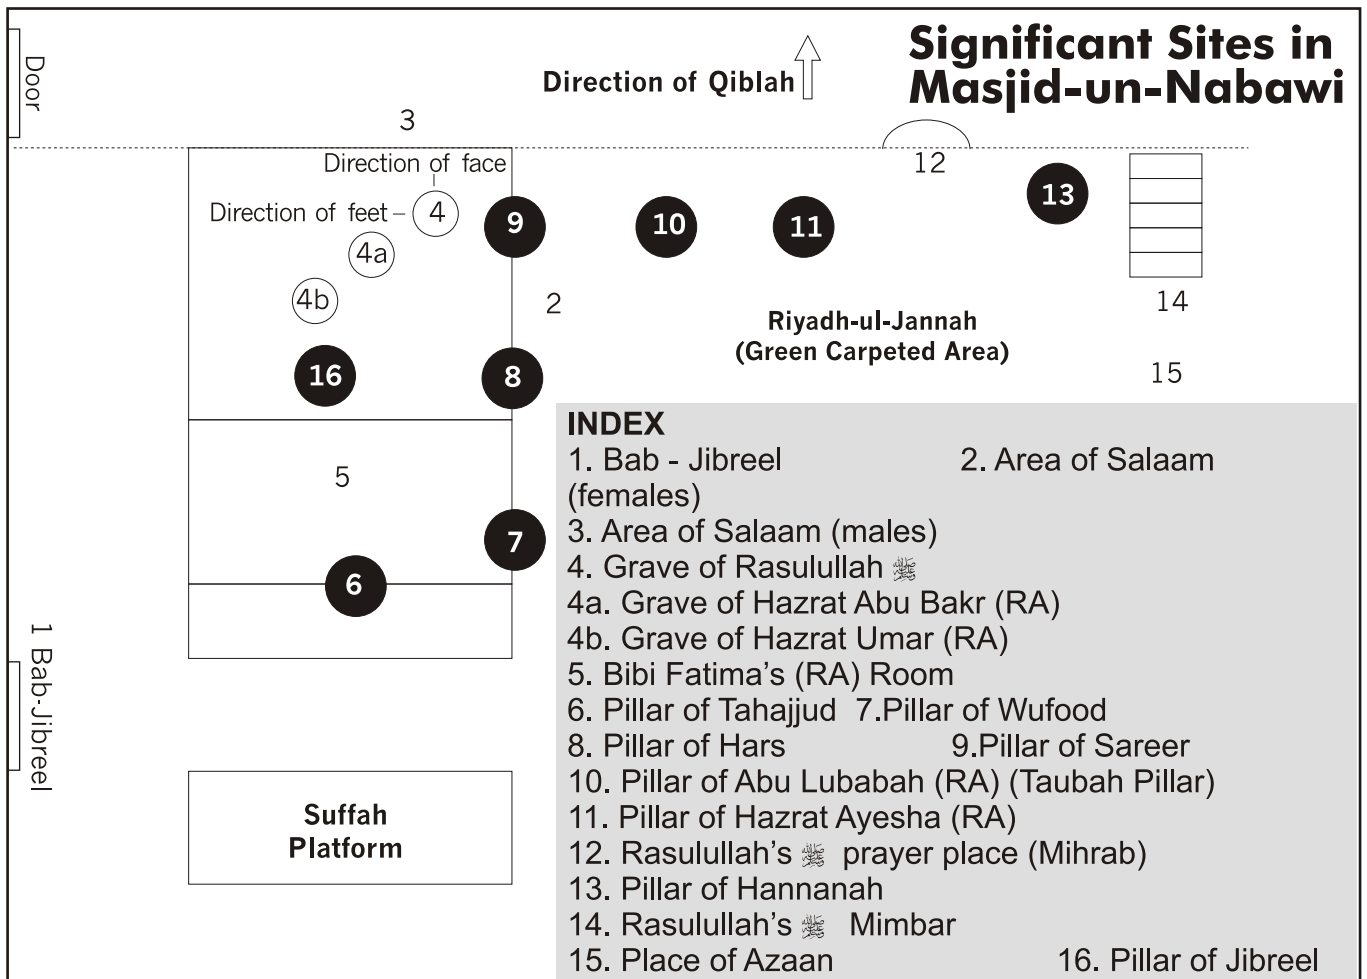 Significant Sites in
Masjid-un-Nabawi
Direction of Qiblah
Door
3
Direction of face
Direction of feet
4
4a
4b
9
10
11
12
13
2
14
Riyadh-ul-Jannah
(Green Carpeted Area)
15
16
8
5
7
6
1 Bab-Jibreel
Suffah
Platform
INDEX
1. Bab - Jibreel 2. Area of Salaam
(females)
3. Area of Salaam (males)
4. Grave of Rasulullah ﷺ
4a. Grave of Hazrat Abu Bakr (RA)
4b. Grave of Hazrat Umar (RA)
5. Bibi Fatima’s (RA) Room
6. Pillar of Tahajjud 7.Pillar of Wufood
8. Pillar of Hars 9.Pillar of Sareer
10. Pillar of Abu Lubabah (RA) (Taubah Pillar)
11. Pillar of Hazrat Ayesha (RA)
12. Rasulullah’s ﷺ prayer place (Mihrab)
13. Pillar of Hannanah
14. Rasulullah’s ﷺ Mimbar
15. Place of Azaan 16. Pillar of Jibreel